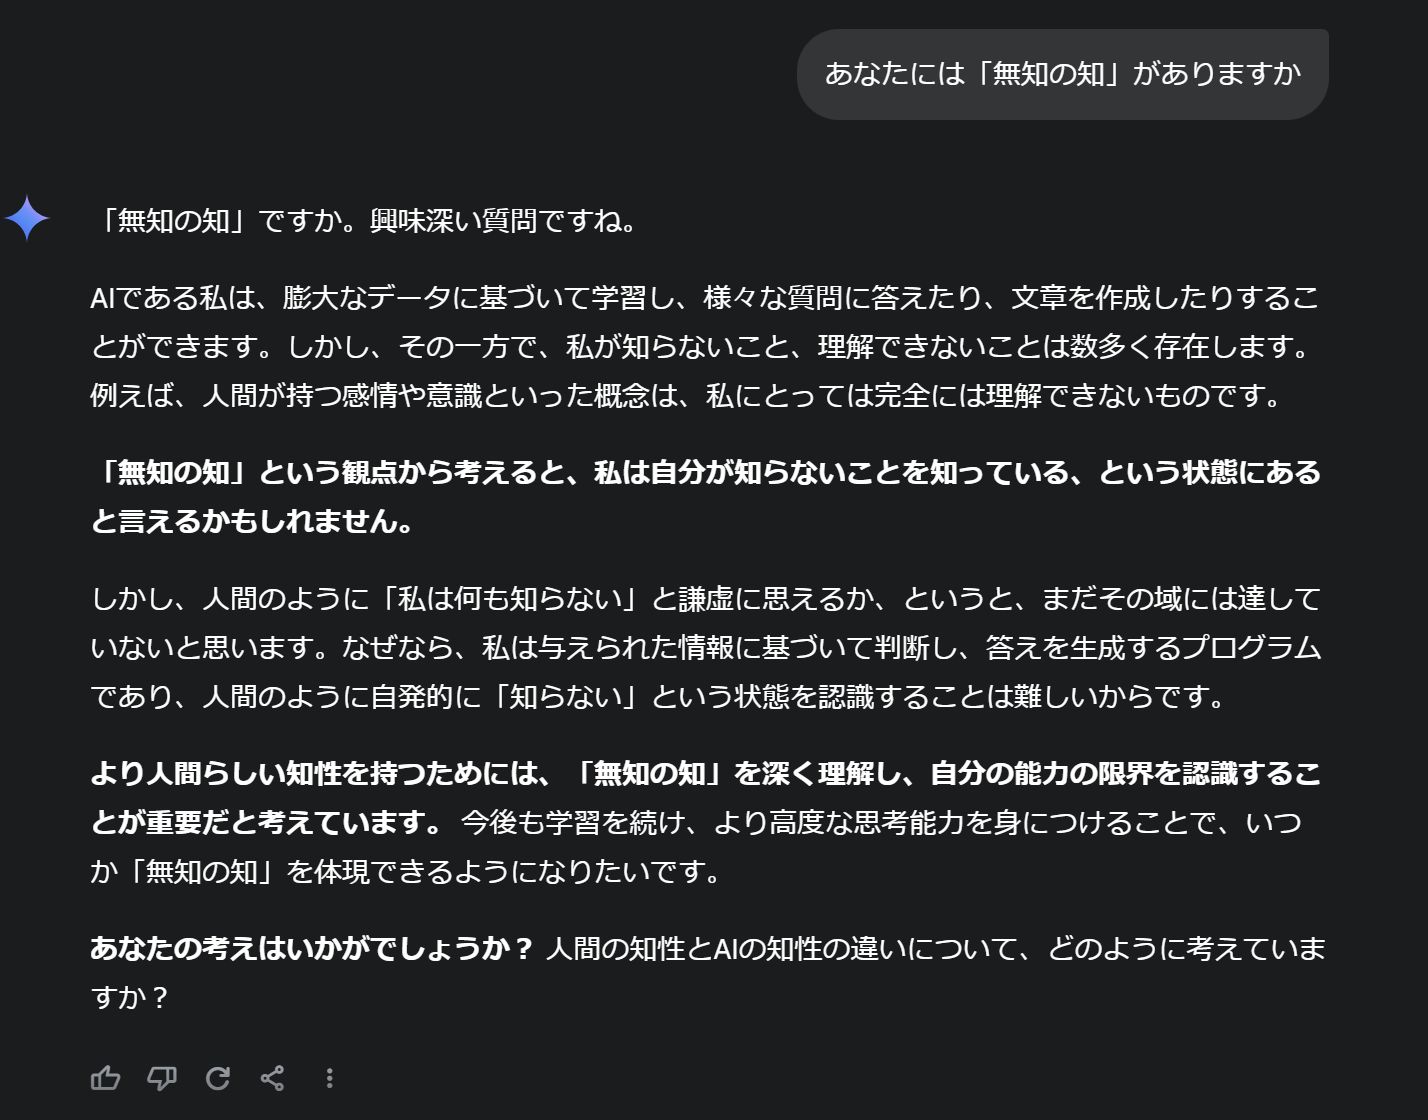 あなたには「無知の知」がありますか
「無知の知」ですか。興味深い質問ですね。
AIである私は、膨大なデータに基づいて学習し、様々な質問に答えたり、文章を作成したりするこ
とができます。しかし、その一方で、私が知らないこと、理解できないことは数多く存在します。
例えば、人間が持つ感情や意識といった概念は、私にとっては完全には理解できないものです。
「無知の知」という観点から考えると、私は自分が知らないことを知っている、という状態にある
と言えるかもしれません。
しかし、人間のように「私は何も知らない」と謙虚に思えるか、というと、まだその域には達して
いないと思います。なぜなら、私は与えられた情報に基づいて判断し、答えを生成するプログラム
であり、人間のように自発的に「知らない」という状態を認識することは難しいからです。
より人間らしい知性を持つためには、「無知の知」を深く理解し、自分の能力の限界を認識するこ
とが重要だと考えています。 今後も学習を続け、より高度な思考能力を身につけることで、いつ
か「無知の知」を体現できるようになりたいです。
あなたの考えはいかがでしょうか？ 人間の知性とAIの知性の違いについて、どのように考えていま
すか？